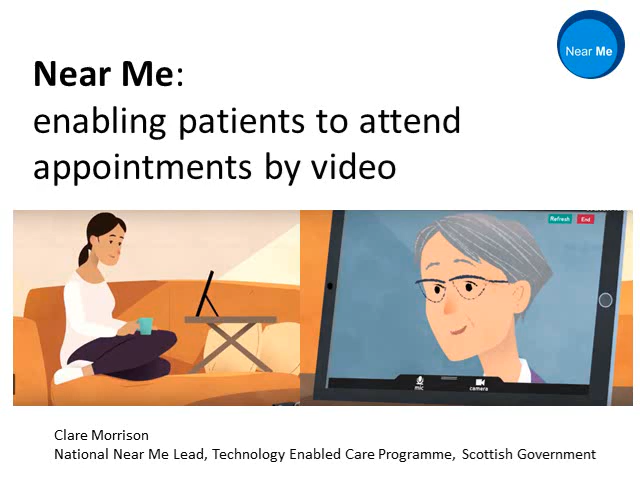 Near Me
Near Me:
enabling patients to attend
appointments by video
Refresh End
mic camera
Clare Morrison
National Near Me Lead, Technology Enabled Care Programme, Scottish Government